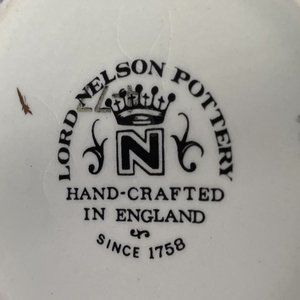 LORD NELSON POTTERY
N
HAND-CRAFTED
IN ENGLAND
SINCE 1758